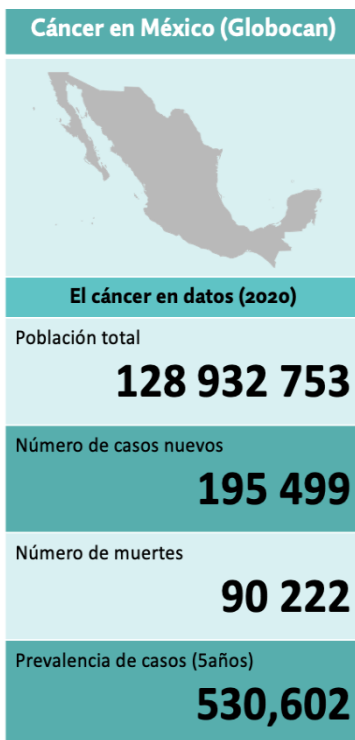 Cáncer en México (Globocan)
El cáncer en datos (2020)
Población total
128 932 753
Número de casos nuevos
195 499
Número de muertes
90 222
Prevalencia de casos (5años)
530,602